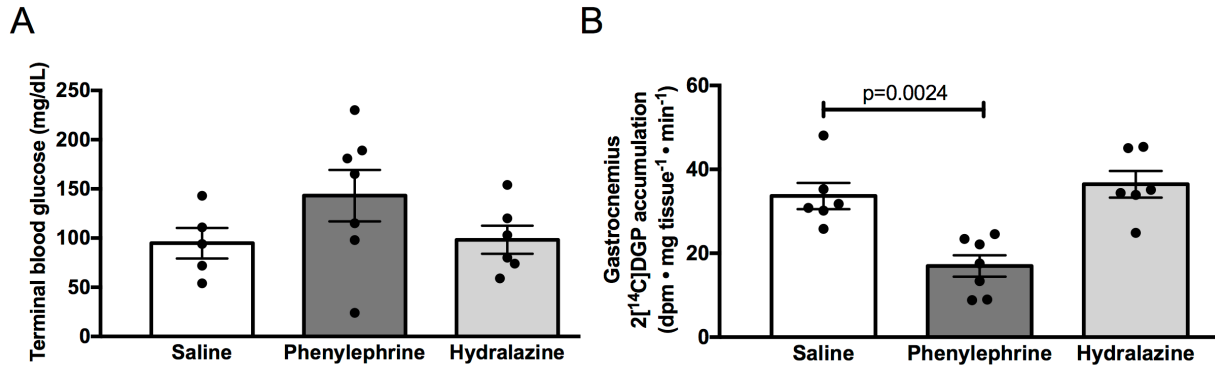 A
Terminal blood glucose (mg/dL)
250
200
150
100
50
0
Saline Phenylephrine Hydralazine
B
Gastrocnemius
2[¹⁴C]DGP accumulation
(dpm • mg tissue⁻¹ • min⁻¹)
60
40
20
0
p=0.0024
Saline Phenylephrine Hydralazine